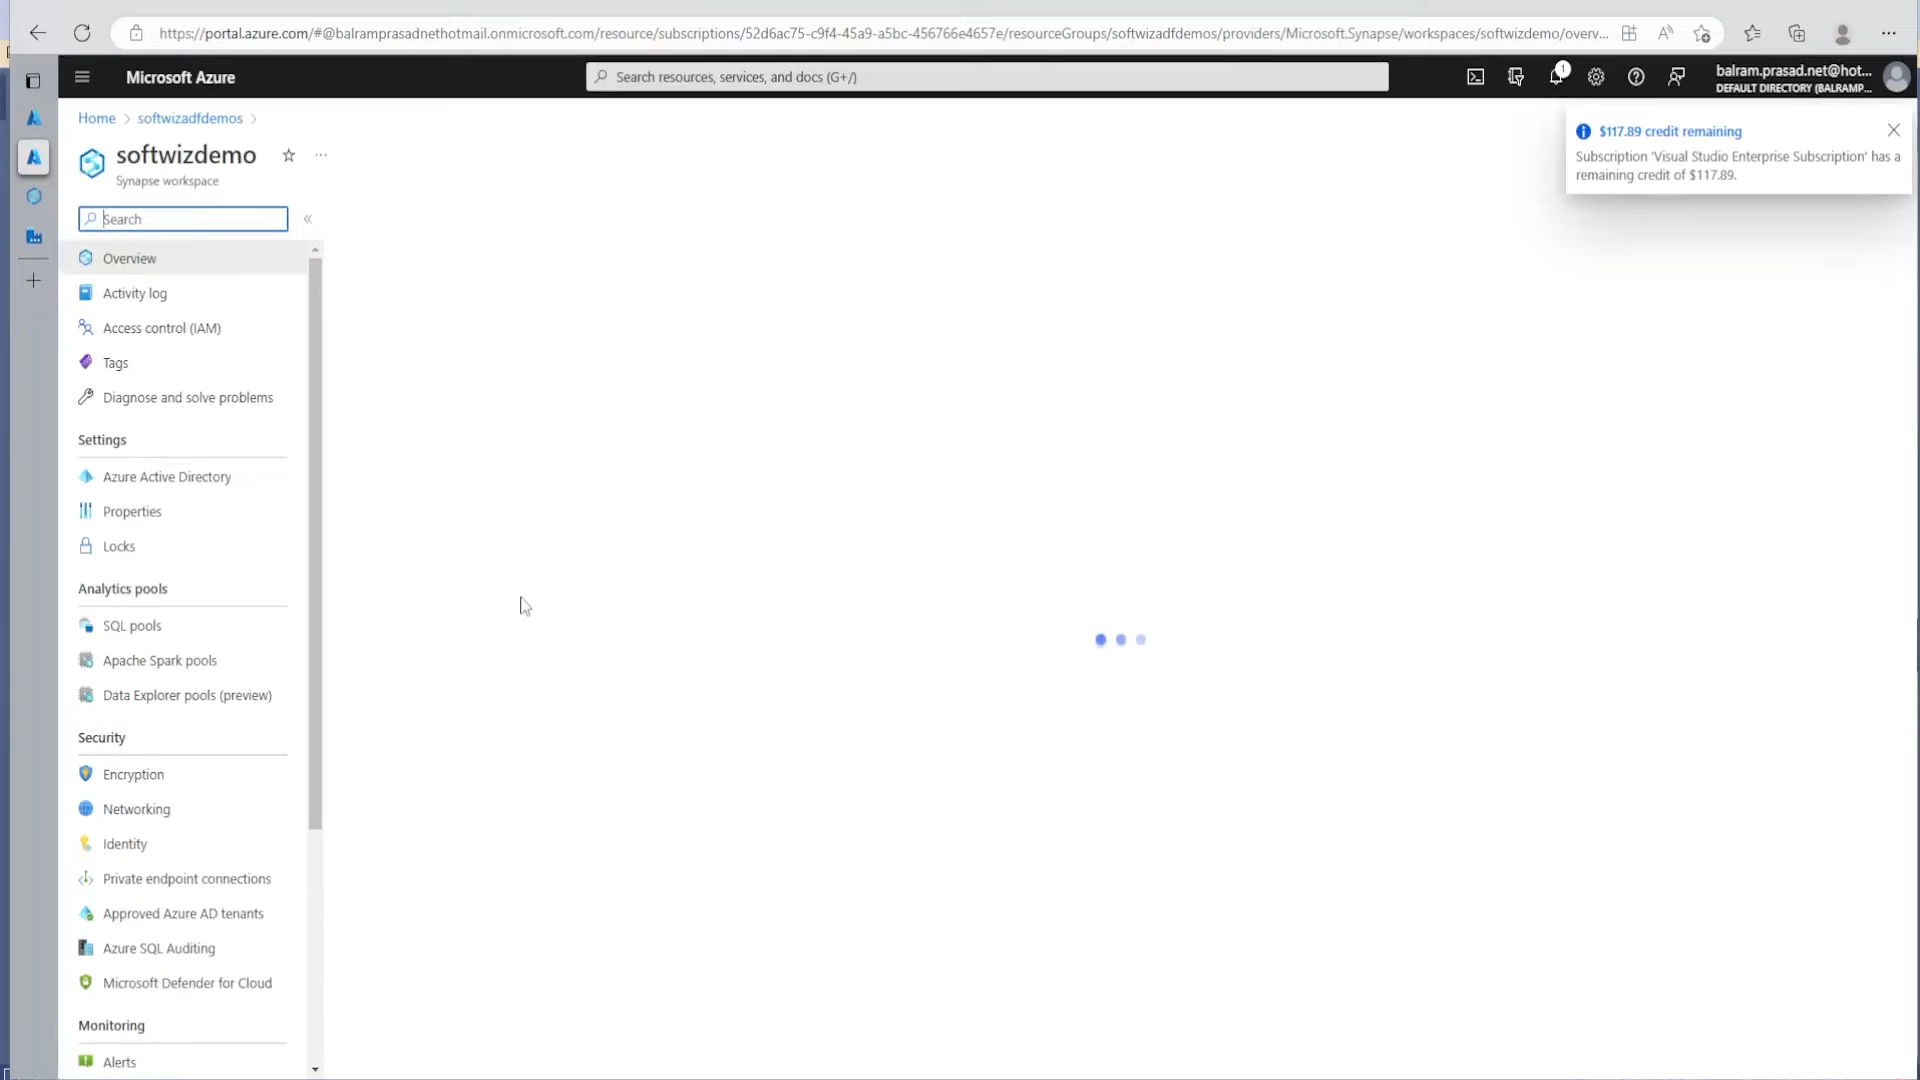 https://portal.azure.com/#@balramprasadnethotmail.onmicrosoft.com/resource/subscriptions/52d6ac75-c9f4-45a9-a5bc-456766e4657e/resourceGroups/softwizadfdemos/providers/Microsoft.Synapse/workspaces/softwizdemo/overv...
Microsoft Azure
Search resources, services, and docs (G+/)
1
balram.prasad.net@hot...
DEFAULT DIRECTORY (BALRAMP...
Home > softwizadfdemos >
$117.89 credit remaining
Subscription 'Visual Studio Enterprise Subscription' has a
remaining credit of $117.89.
softwizdemo
Synapse workspace
Search
Overview
Activity log
Access control (IAM)
Tags
Diagnose and solve problems
Settings
Azure Active Directory
Properties
Locks
Analytics pools
SQL pools
Apache Spark pools
Data Explorer pools (preview)
Security
Encryption
Networking
Identity
Private endpoint connections
Approved Azure AD tenants
Azure SQL Auditing
Microsoft Defender for Cloud
Monitoring
Alerts